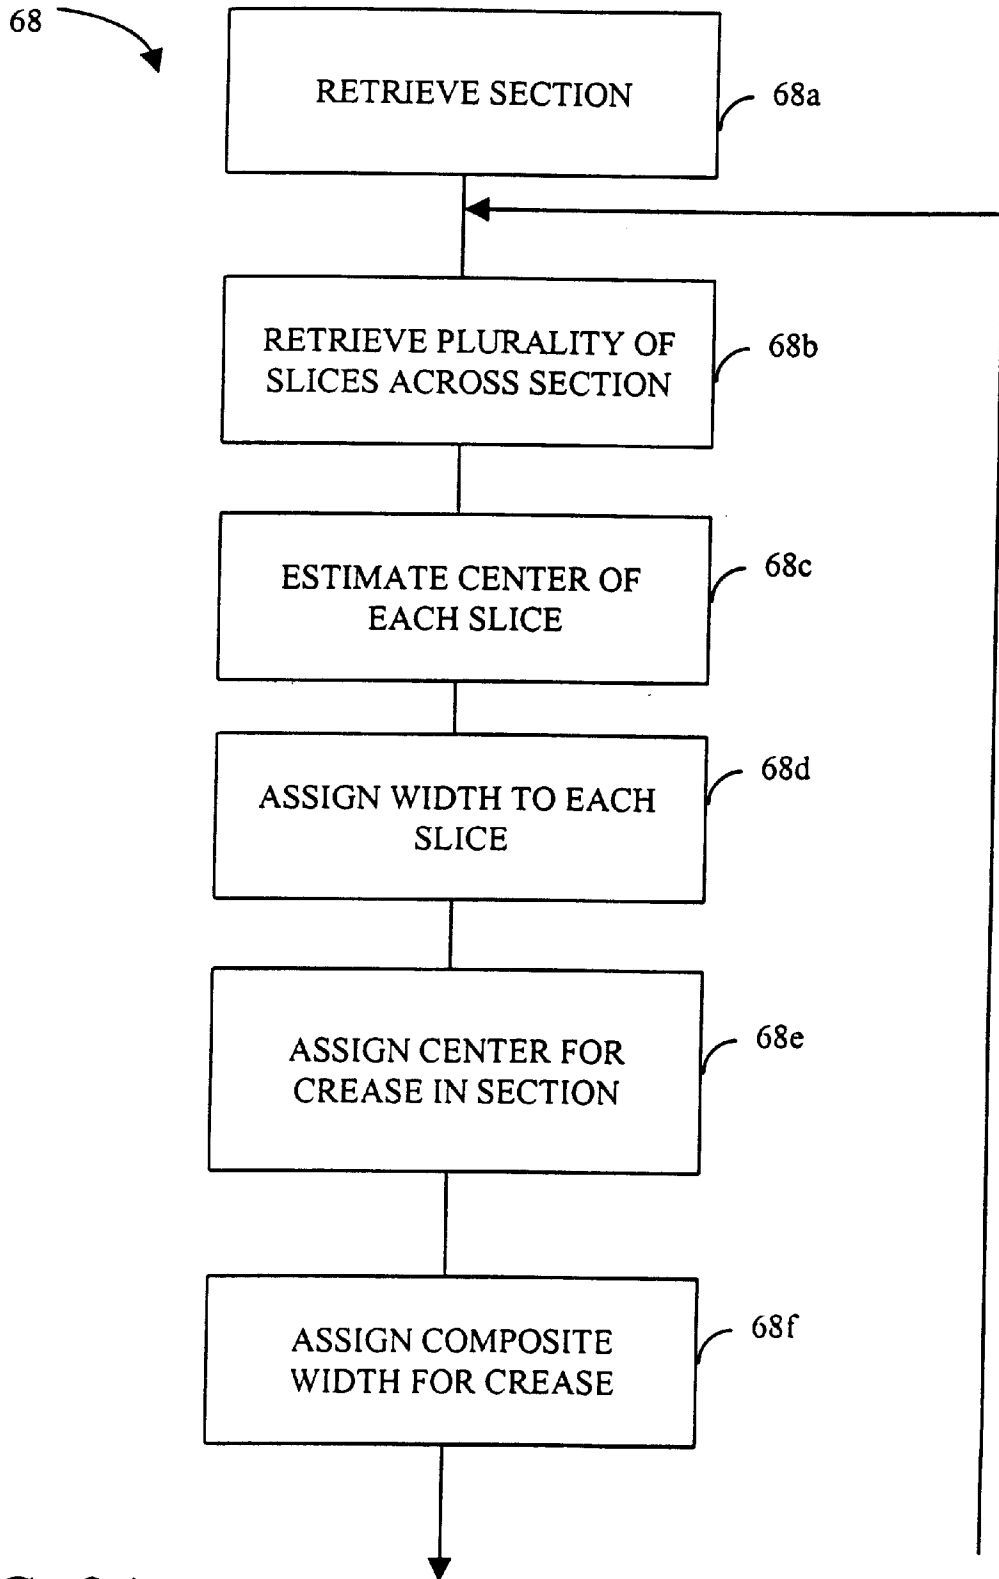 68
RETRIEVE SECTION
68a
RETRIEVE PLURALITY OF
SLICES ACROSS SECTION
68b
ESTIMATE CENTER OF
EACH SLICE
68c
ASSIGN WIDTH TO EACH
SLICE
68d
ASSIGN CENTER FOR
CREASE IN SECTION
68e
ASSIGN COMPOSITE
WIDTH FOR CREASE
68f